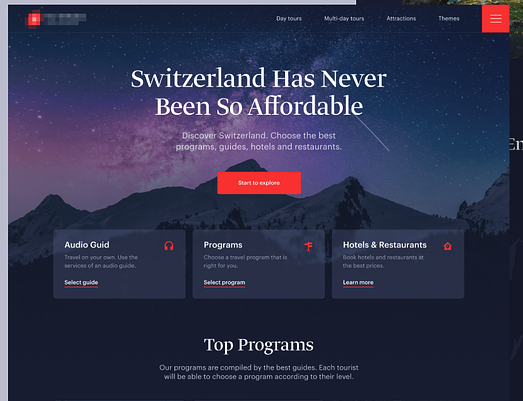 Day tours
Multi-day tours
Attractions
Themes
Switzerland Has Never
Been So Affordable
Discover Switzerland. Choose the best
programs, guides, hotels and restaurants.
Start to explore
Audio Guid
Travel on your own. Use the
services of an audio guide.
Select guide
Programs
Choose a travel program that is
right for you.
Select program
Hotels & Restaurants
Book hotels and restaurants at
the best prices.
Learn more
Top Programs
Our programs are compiled by the best guides. Each tourist
will be able to choose a program according to their level.